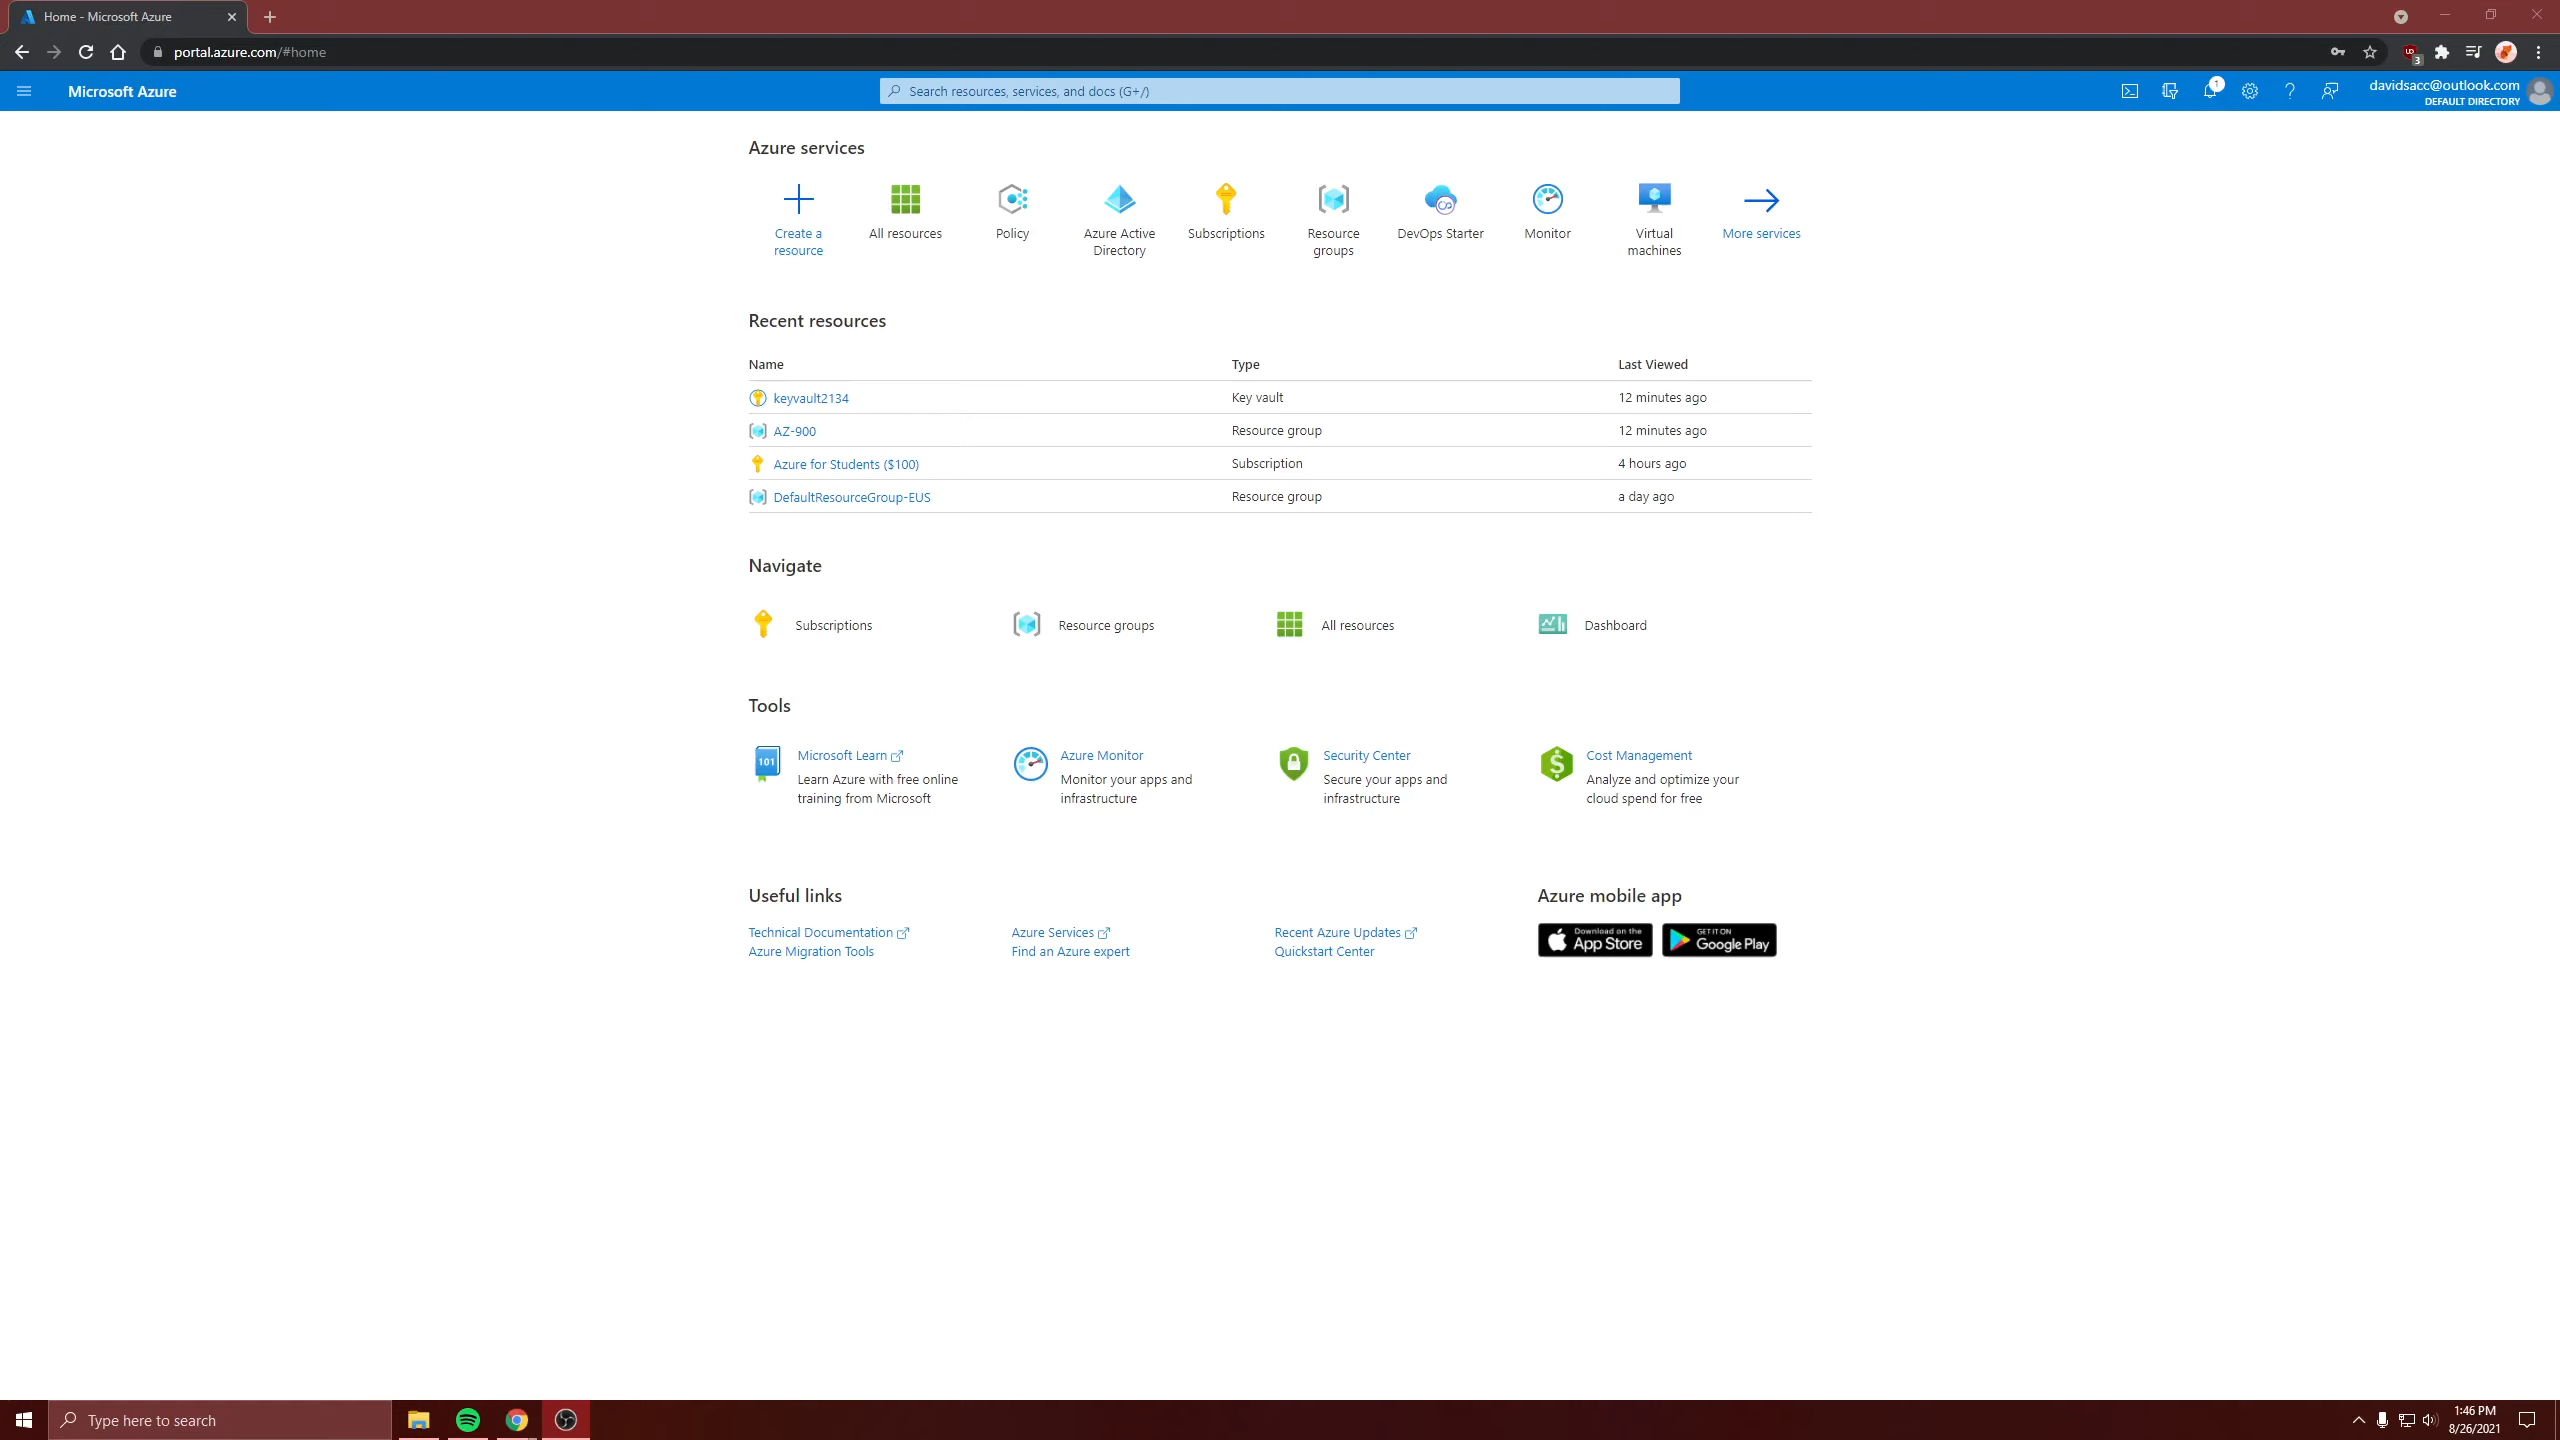 Home - Microsoft Azure
portal.azure.com/#home
3
Microsoft Azure
Search resources, services, and docs (G+/)
1
davidsacc@outlook.com
DEFAULT DIRECTORY
Azure services
Create a
resource
All resources
Policy
Azure Active
Directory
Subscriptions
Resource
groups
DevOps Starter
Monitor
Virtual
machines
More services
Recent resources
Name Type Last Viewed
keyvault2134 Key vault 12 minutes ago
AZ-900 Resource group 12 minutes ago
Azure for Students ($100) Subscription 4 hours ago
DefaultResourceGroup-EUS Resource group a day ago
Navigate
Subscriptions Resource groups All resources Dashboard
Tools
101
Microsoft Learn
Learn Azure with free online
training from Microsoft
Azure Monitor
Monitor your apps and
infrastructure
Security Center
Secure your apps and
infrastructure
Cost Management
Analyze and optimize your
cloud spend for free
Useful links
Technical Documentation
Azure Migration Tools
Azure Services
Find an Azure expert
Recent Azure Updates
Quickstart Center
Azure mobile app
Download on the
App Store
GET IT ON
Google Play
Type here to search
1:46 PM
8/26/2021